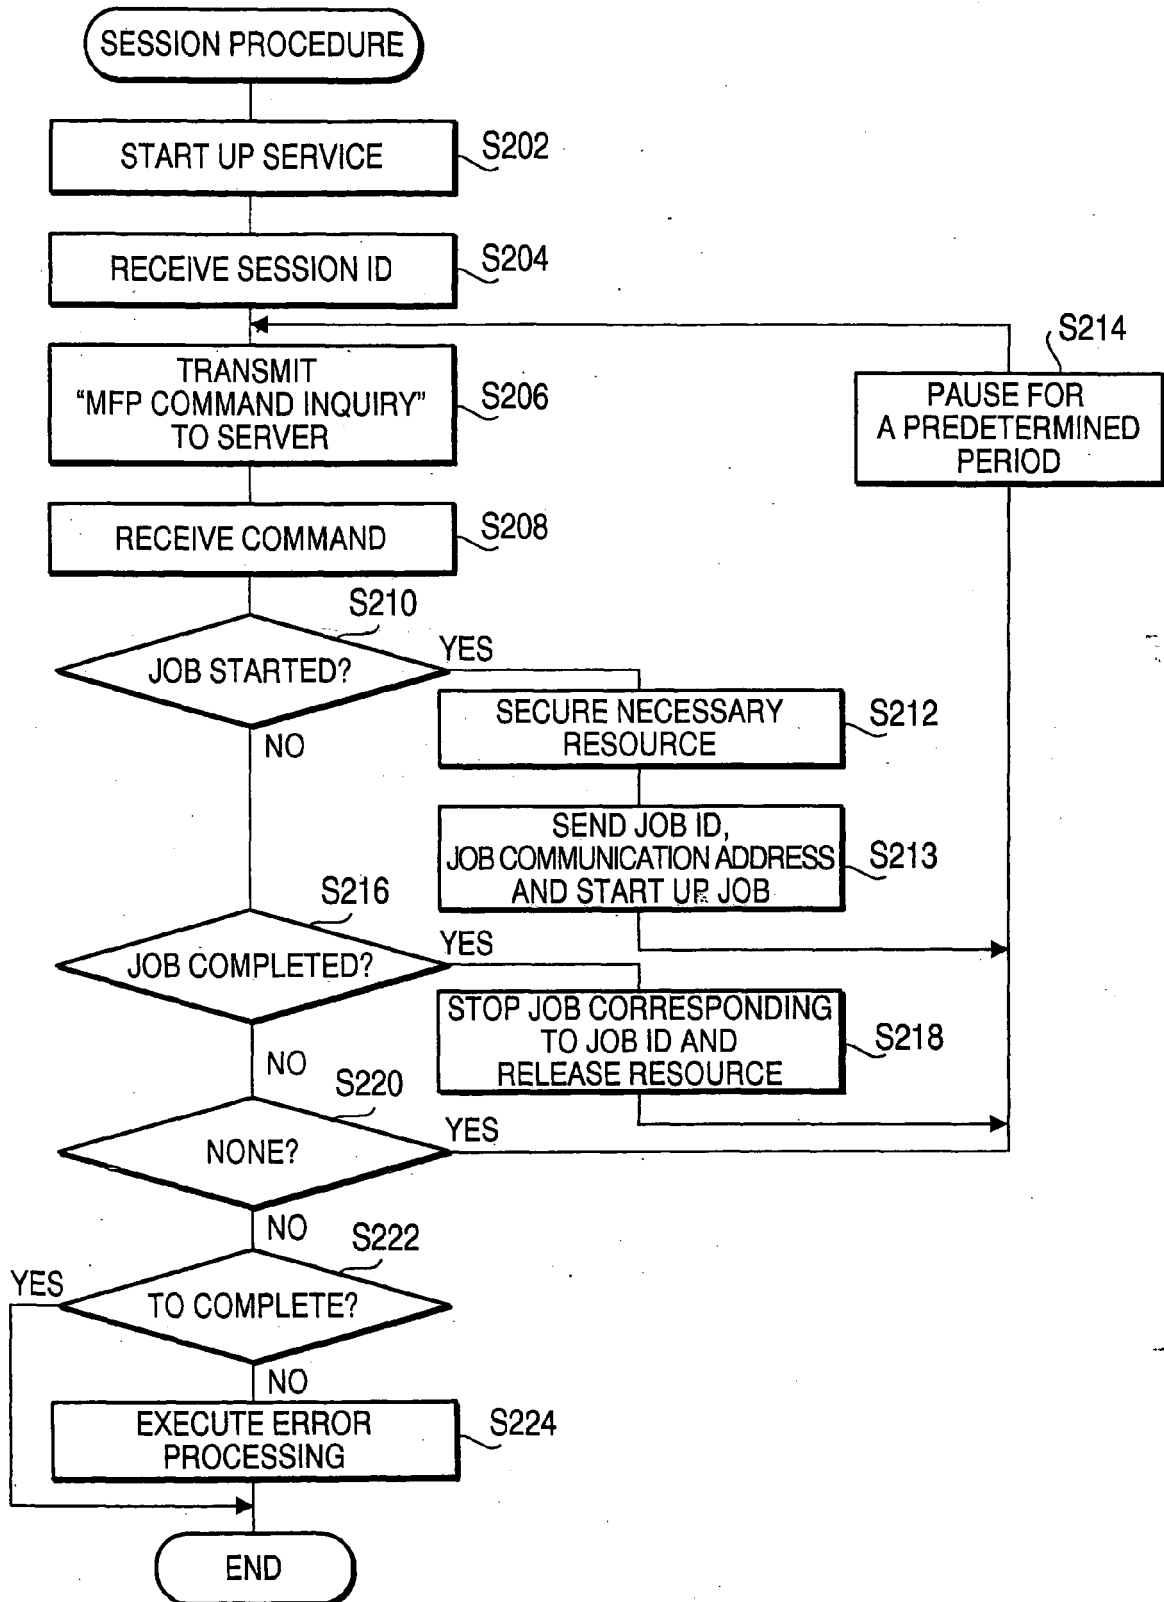 SESSION PROCEDURE
START UP SERVICE
S202
RECEIVE SESSION ID
S204
TRANSMIT
“MFP COMMAND INQUIRY”
TO SERVER
S206
S214
PAUSE FOR
A PREDETERMINED
PERIOD
RECEIVE COMMAND
S208
S210
JOB STARTED?
YES
NO
SECURE NECESSARY
RESOURCE
S212
SEND JOB ID,
JOB COMMUNICATION ADDRESS
AND START UP JOB
S213
S216
JOB COMPLETED?
YES
NO
STOP JOB CORRESPONDING
TO JOB ID AND
RELEASE RESOURCE
S218
S220
NONE?
YES
NO
S222
YES
TO COMPLETE?
NO
EXECUTE ERROR
PROCESSING
S224
END